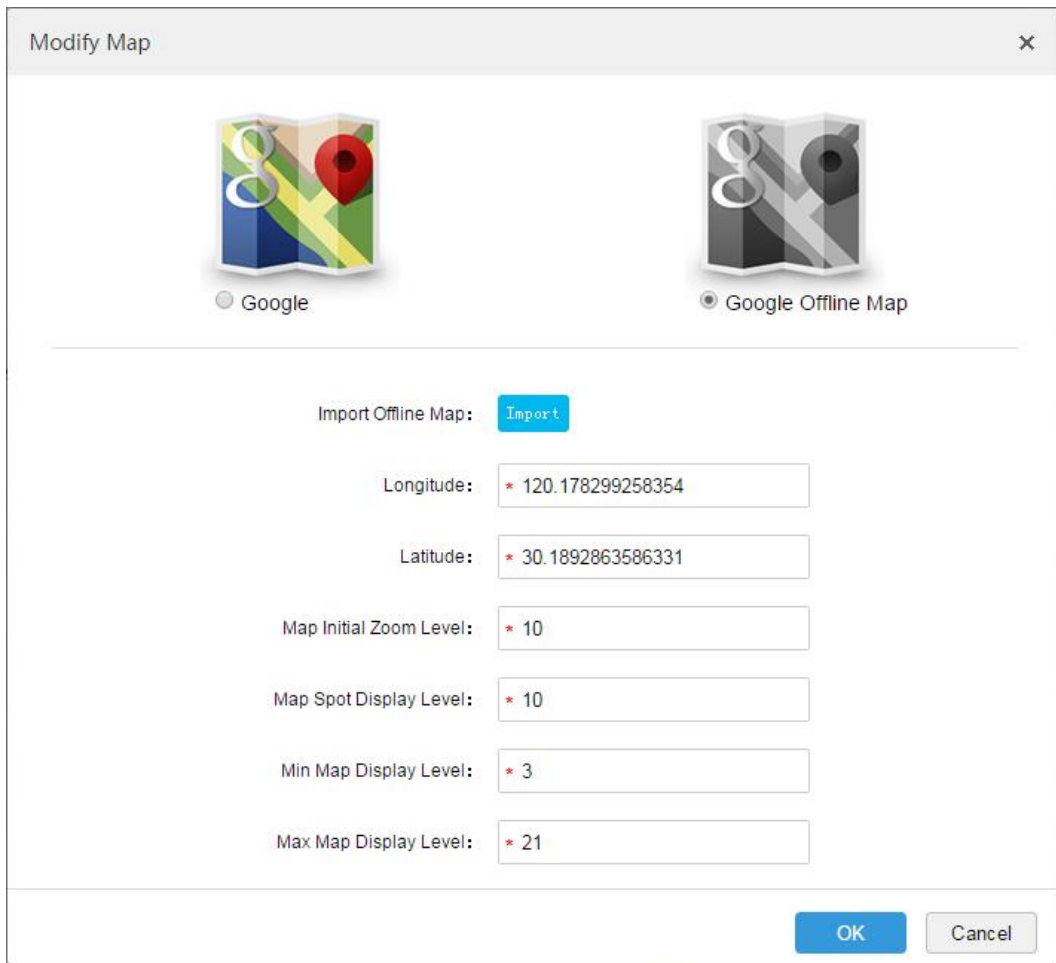 Modify Map ×
g g
Google Google Offline Map
Import Offline Map: Import
Longitude: * 120.178299258354
Latitude: * 30.1892863586331
Map Initial Zoom Level: * 10
Map Spot Display Level: * 10
Min Map Display Level: * 3
Max Map Display Level: * 21
OK Cancel